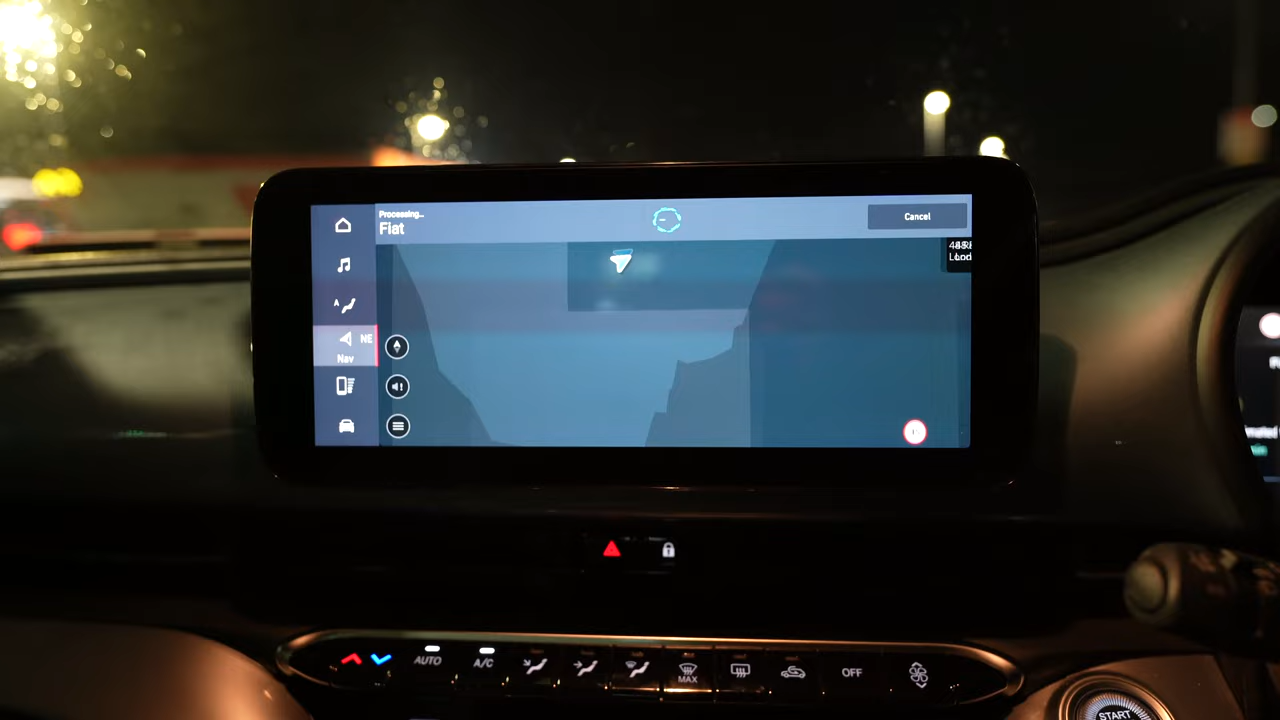 Processing...
Fiat
Cancel
A
NE
Nav
AUTO
A/C
MAX
OFF
START